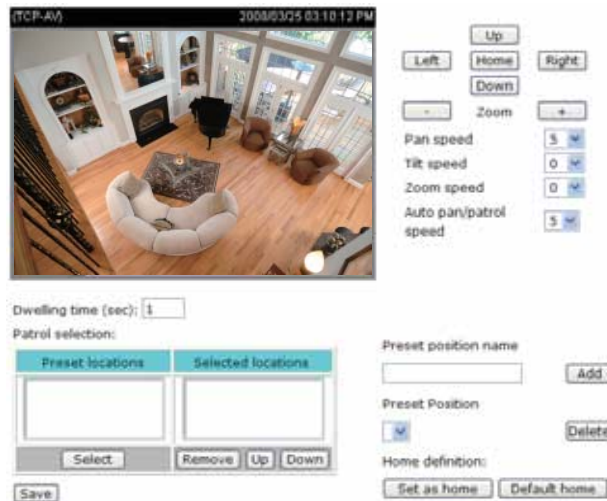 (TCP-AV) 2008/03/25 03:10:12 PM
Up
Left Home Right
Down
- Zoom +
Pan speed 5
Tilt speed 0
Zoom speed 0
Auto pan/patrol speed 5
Dwelling time (sec): 1
Patrol selection:
Preset locations Selected locations
Select Remove Up Down
Save
Preset position name
Add
Preset Position
Delete
Home definition:
Set as home Default home